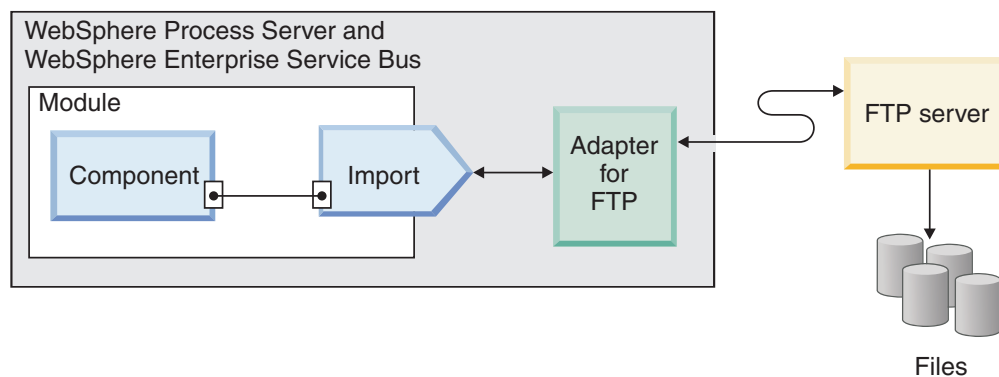 WebSphere Process Server and
WebSphere Enterprise Service Bus
Module
Component
Import
Adapter
for
FTP
FTP server
Files